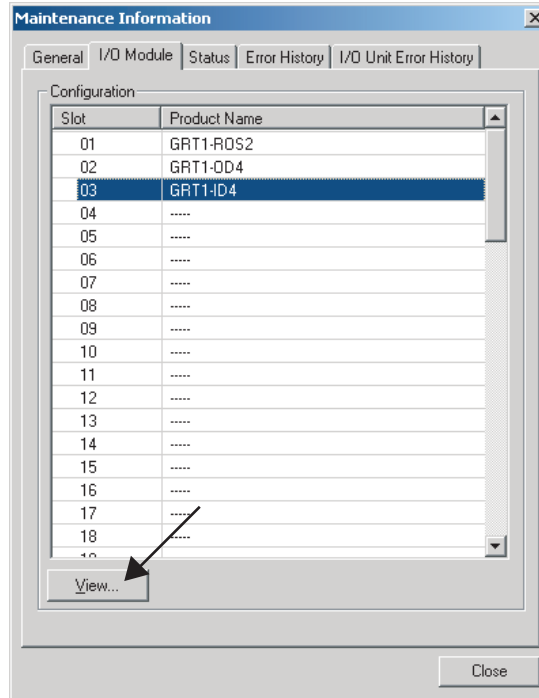 Maintenance Information
General I/O Module Status Error History I/O Unit Error History
Configuration
Slot Product Name
01 GRT1-ROS2
02 GRT1-OD4
03 GRT1-ID4
04 -----
05 -----
06 -----
07 -----
08 -----
09 -----
10 -----
11 -----
12 -----
13 -----
14 -----
15 -----
16 -----
17 -----
18 -----
View...
Close